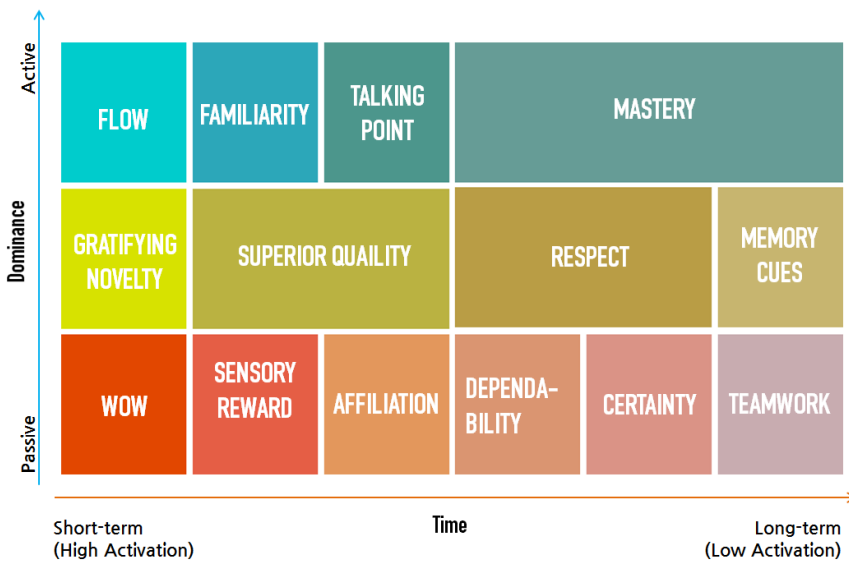 Active
FLOW
FAMILIARITY
TALKING
POINT
MASTERY
Dominance
GRATIFYING
NOVELTY
SUPERIOR QUAILITY
RESPECT
MEMORY
CUES
WOW
SENSORY
REWARD
AFFILIATION
DEPENDA-
BILITY
CERTAINTY
TEAMWORK
Passive
Short-term
(High Activation)
Time
Long-term
(Low Activation)